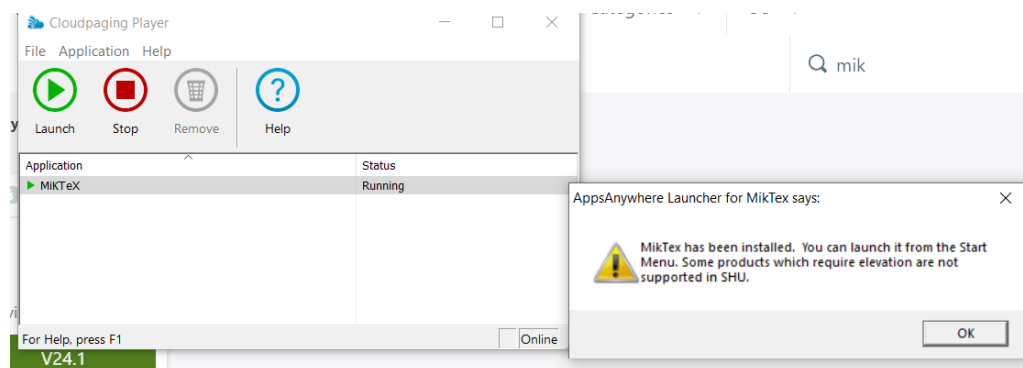 Cloudpaging Player
File Application Help
mik
Launch Stop Remove Help
Application Status
MiKTeX Running
AppsAnywhere Launcher for MikTex says:
MikTex has been installed. You can launch it from the Start
Menu. Some products which require elevation are not
supported in SHU.
OK
For Help, press F1 Online
V24.1